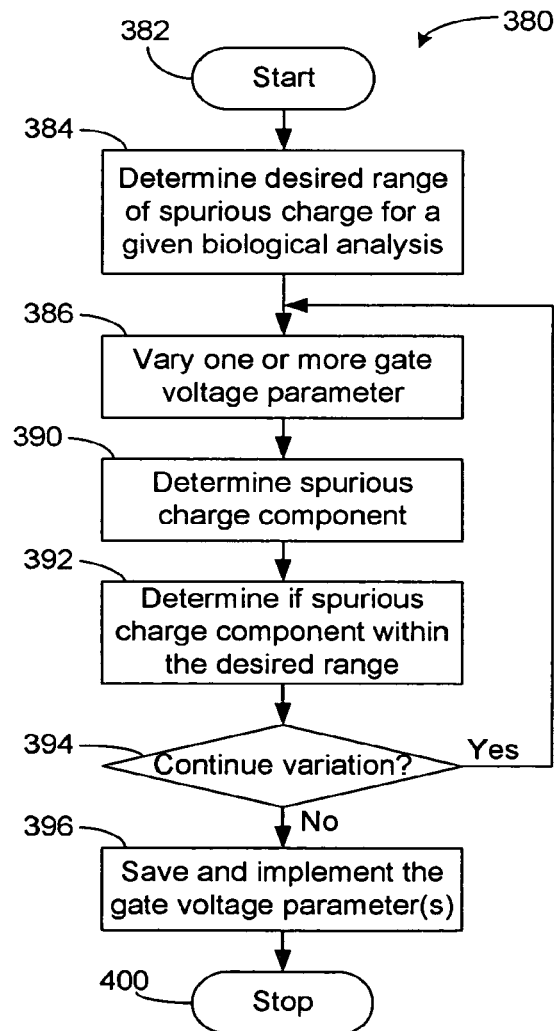 382
380
Start
384
Determine desired range
of spurious charge for a
given biological analysis
386
Vary one or more gate
voltage parameter
390
Determine spurious
charge component
392
Determine if spurious
charge component within
the desired range
394
Continue variation?
Yes
No
396
Save and implement the
gate voltage parameter(s)
400
Stop